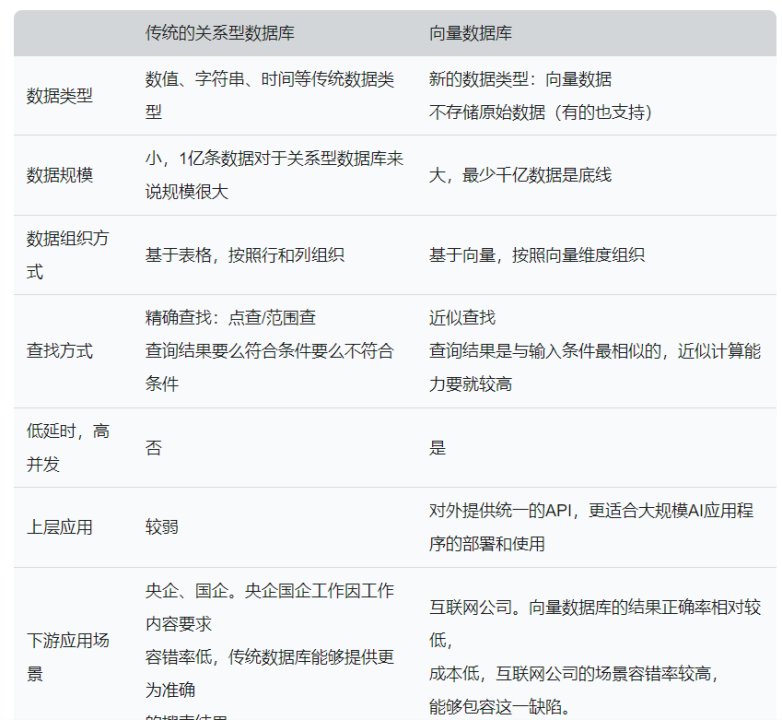 传统的关系型数据库
向量数据库
数据类型
数值、字符串、时间等传统数据类
型
新的数据类型：向量数据
不存储原始数据（有的也支持）
数据规模
小，1亿条数据对于关系型数据库来
说规模很大
大，最少千亿数据是底线
数据组织方
式
基于表格，按照行和列组织
基于向量，按照向量维度组织
查找方式
精确查找：点查/范围查
查询结果要么符合条件要么不符合
条件
近似查找
查询结果是与输入条件最相似的，近似计算能
力要就较高
低延时，高
并发
否
是
上层应用
较弱
对外提供统一的API，更适合大规模AI应用程
序的部署和使用
下游应用场
景
央企、国企。央企国企工作因工作
内容要求
容错率低，传统数据库能够提供更
为准确
的搜索结果
互联网公司。向量数据库的结果正确率相对较
低，
成本低，互联网公司的场景容错率较高，
能够包容这一缺陷。